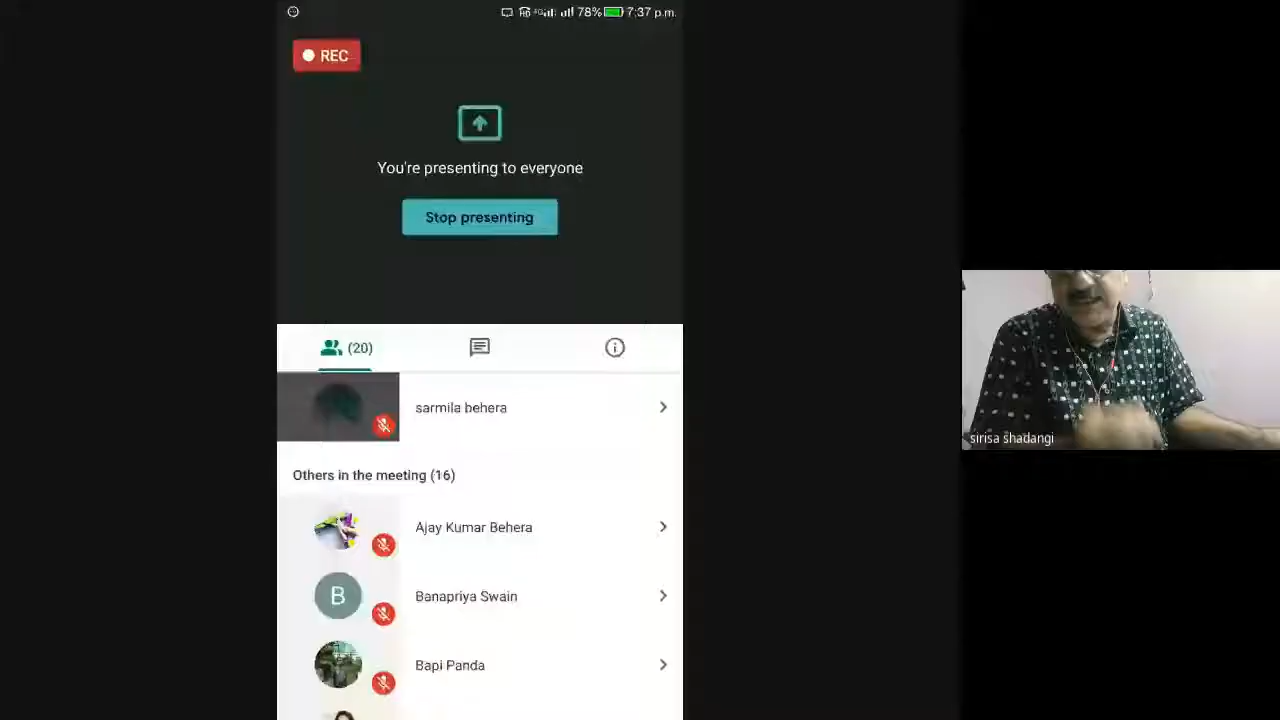 78% 7:37 p.m.
REC
You're presenting to everyone
Stop presenting
(20)
sarmila behera
Others in the meeting (16)
Ajay Kumar Behera
B
Banapriya Swain
Bapi Panda
sirisa shadangi